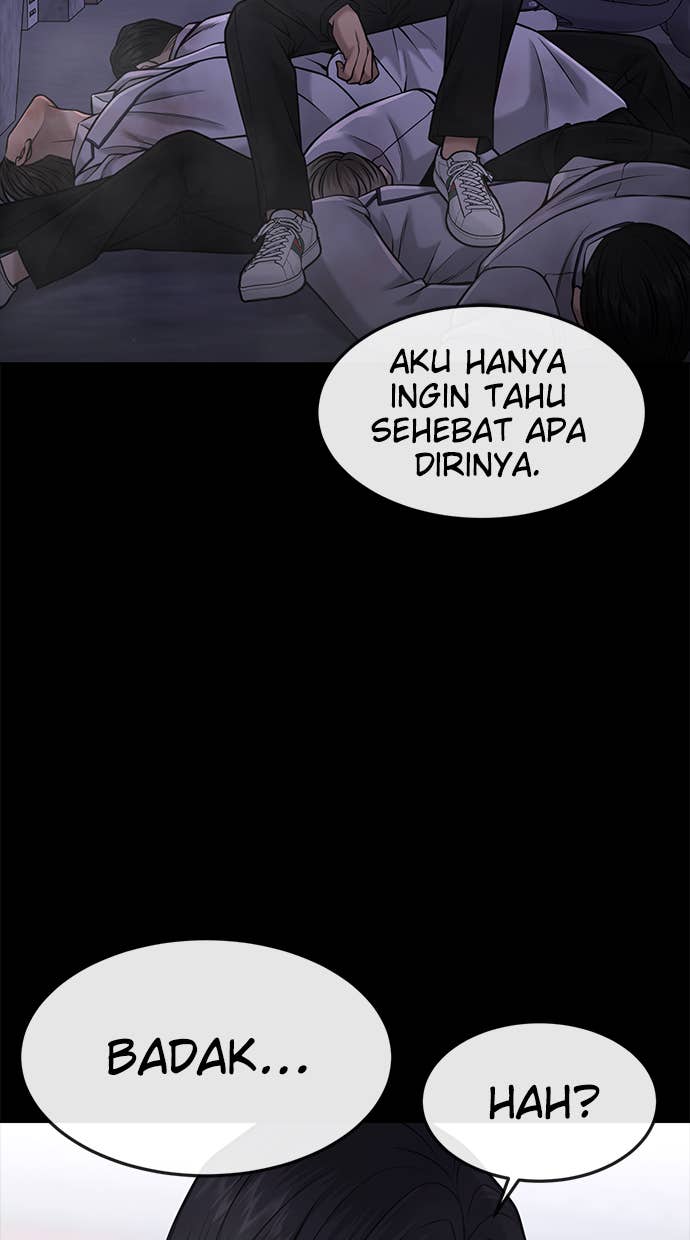 AKU HANYA
INGIN TAHU
SEHEBAT APA
DIRINYA.
BADAK...
HAH?